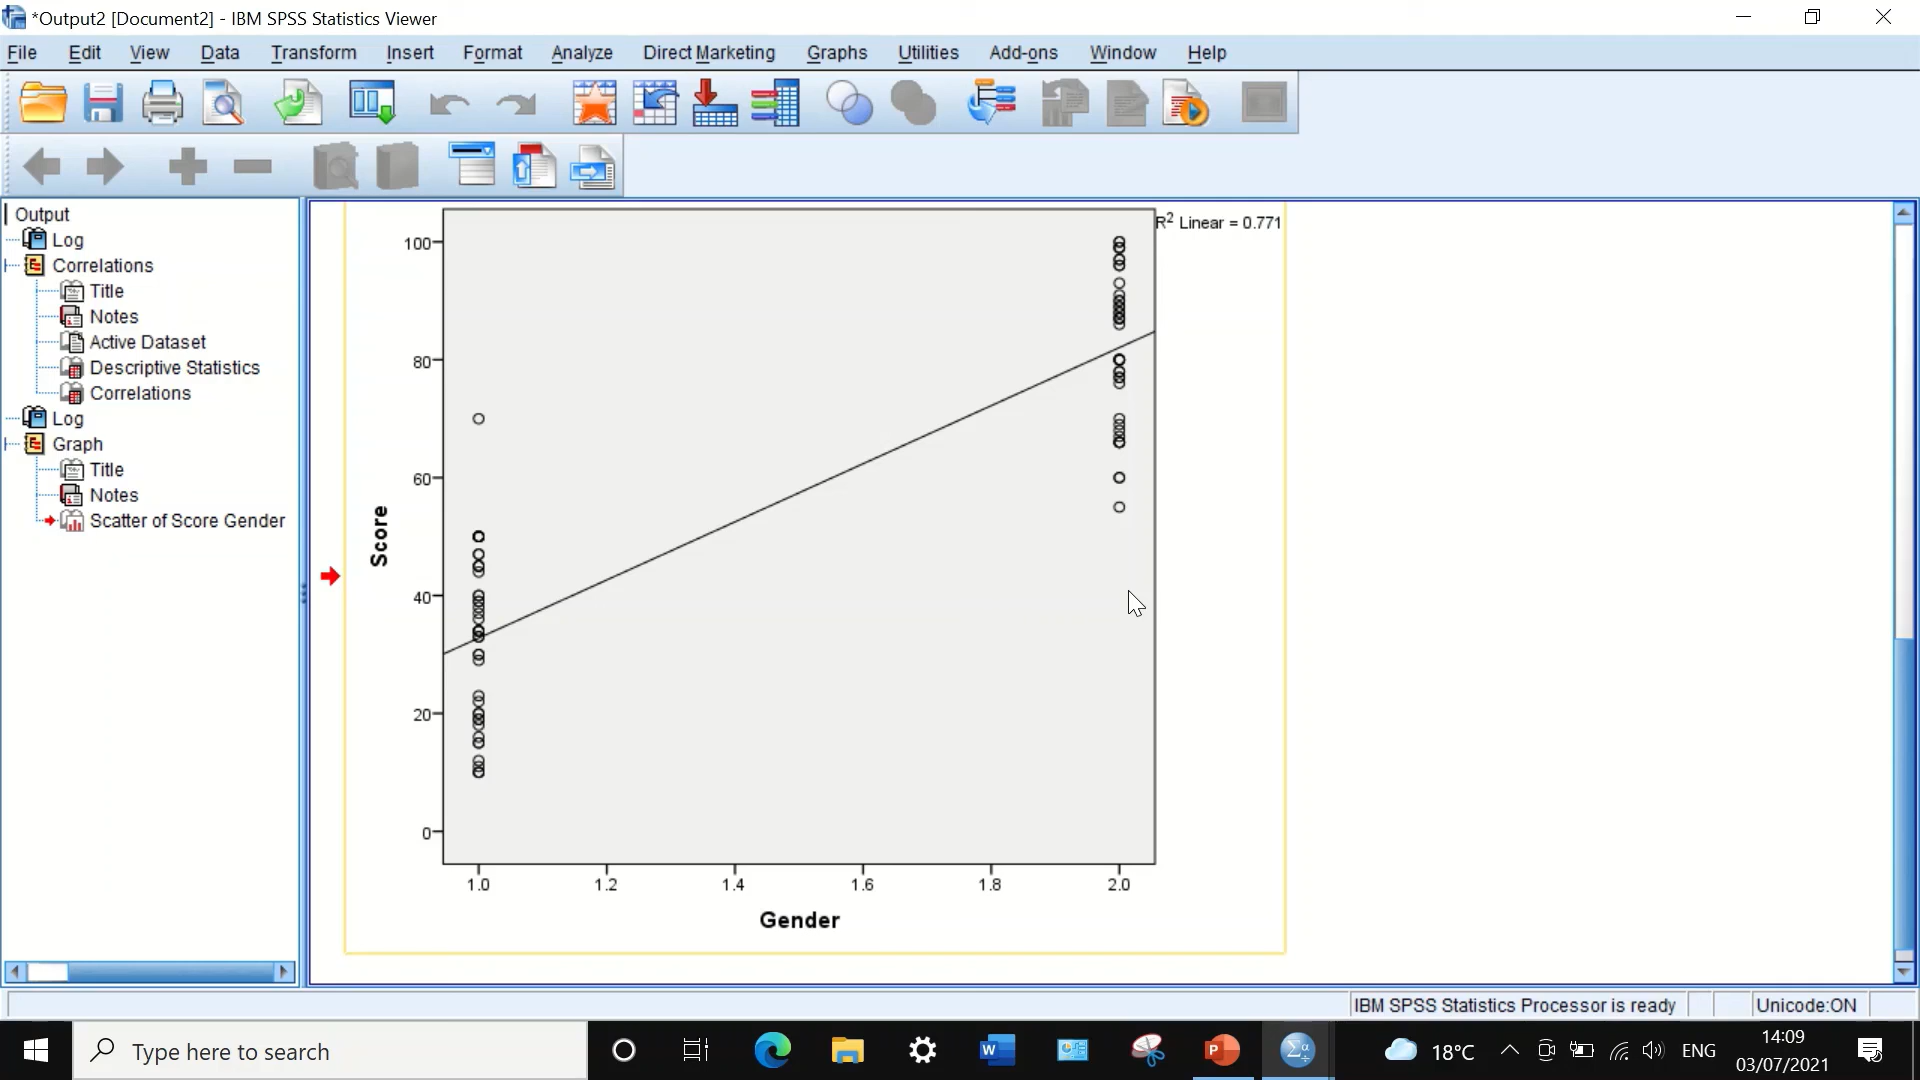 *Output2 [Document2] - IBM SPSS Statistics Viewer
File Edit View Data Transform Insert Format Analyze Direct Marketing Graphs Utilities Add-ons Window Help
Output
Log
Correlations
Title
Notes
Active Dataset
Descriptive Statistics
Correlations
Log
Graph
Title
Notes
Scatter of Score Gender
R² Linear = 0.771
100
80
60
40
20
0
Score
1.0 1.2 1.4 1.6 1.8 2.0
Gender
IBM SPSS Statistics Processor is ready Unicode:ON
Type here to search
18°C ENG
14:09
03/07/2021